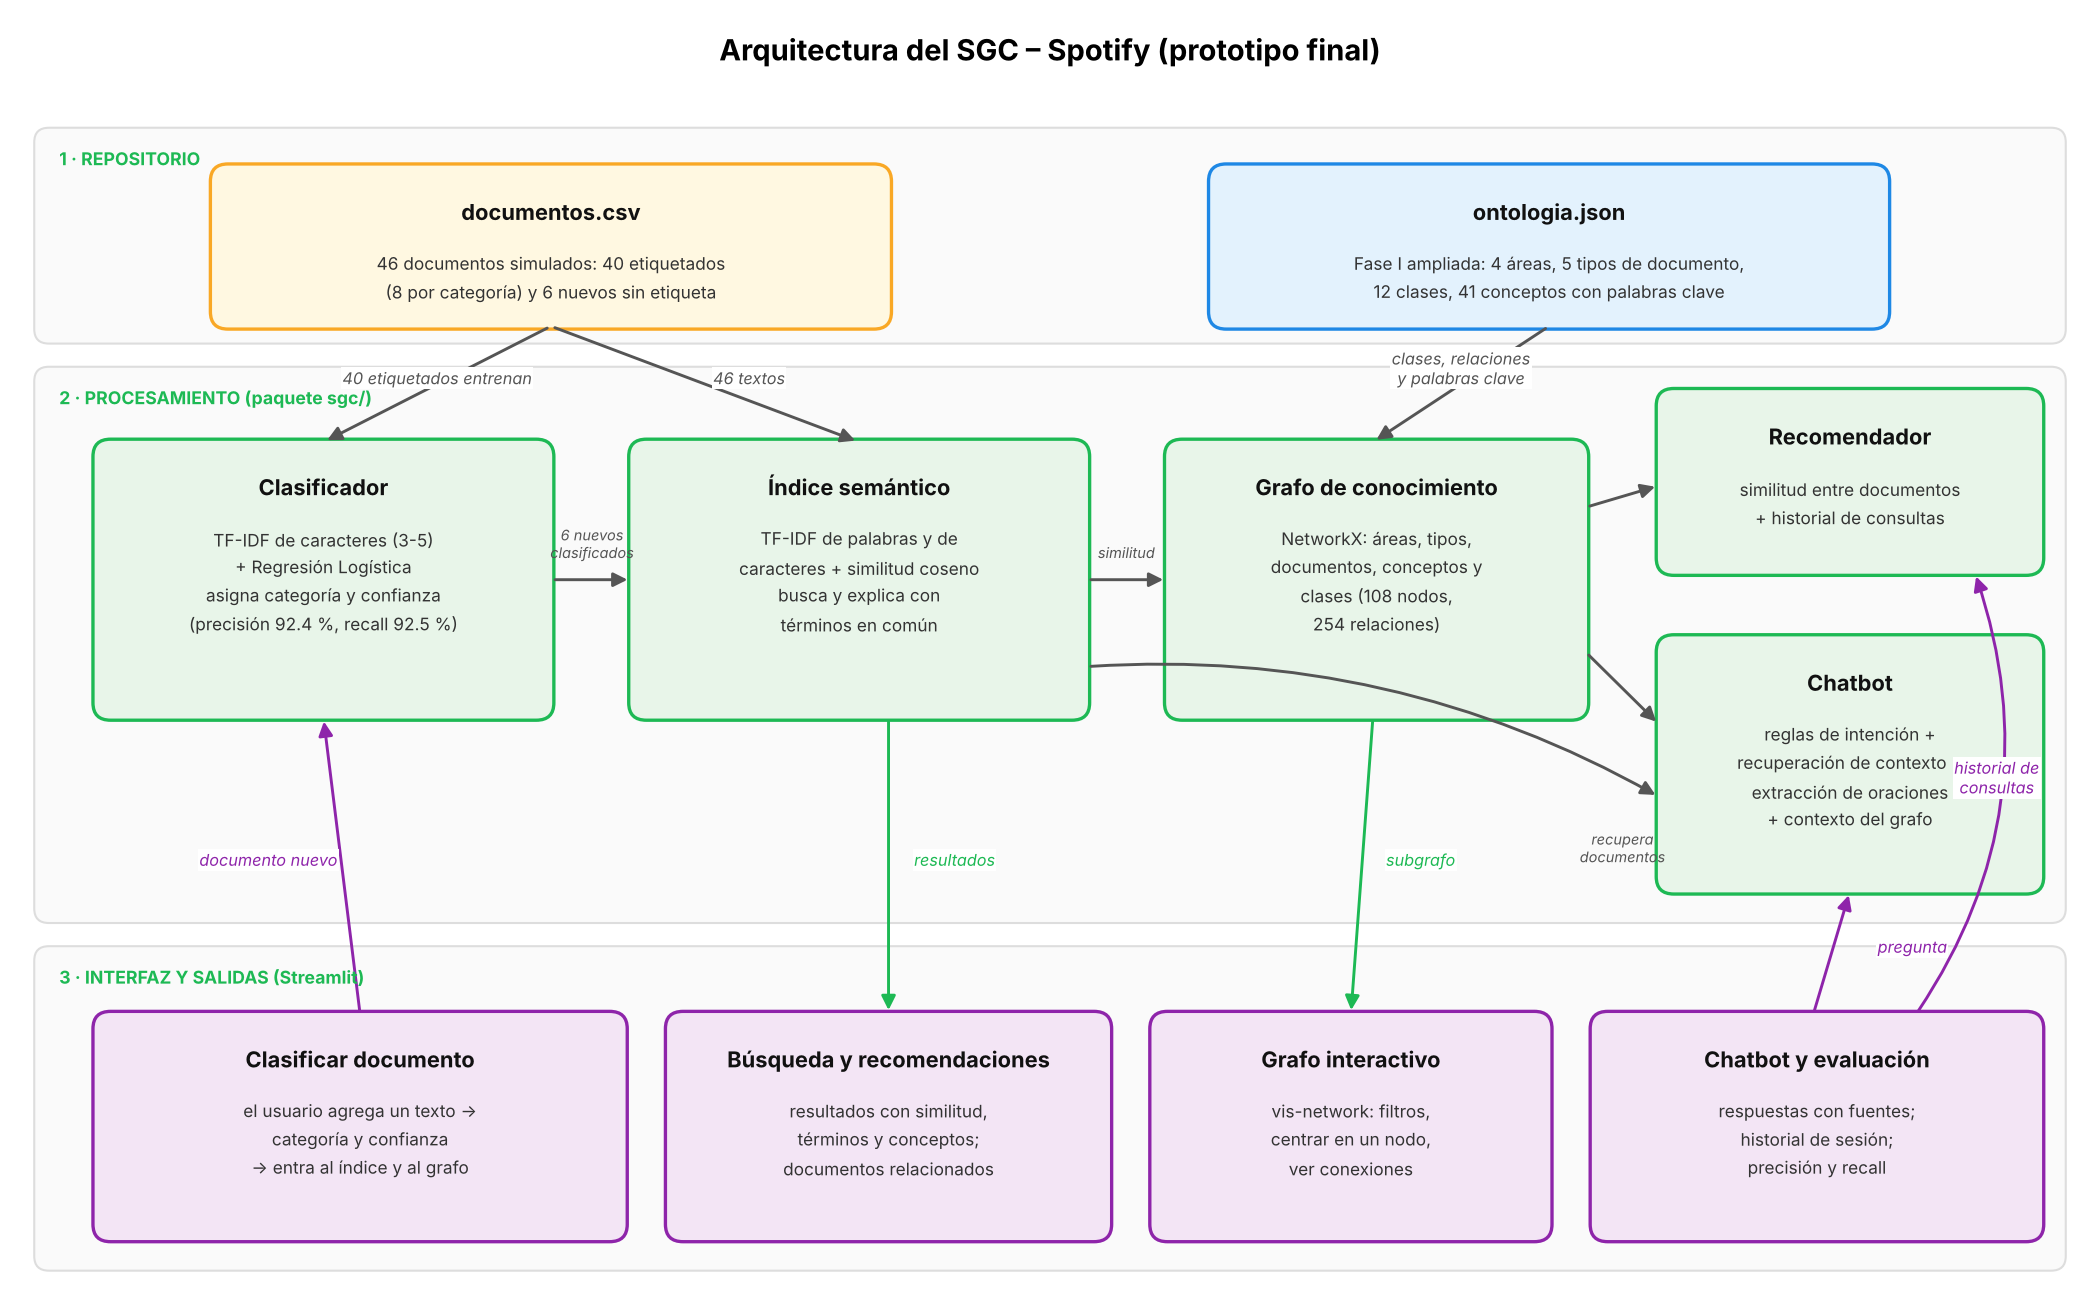 Arquitectura del SGC – Spotify (prototipo final)
1 · REPOSITORIO
documentos.csv
46 documentos simulados: 40 etiquetados
(8 por categoría) y 6 nuevos sin etiqueta
ontologia.json
Fase I ampliada: 4 áreas, 5 tipos de documento,
12 clases, 41 conceptos con palabras clave
40 etiquetados entrenan
46 textos
clases, relaciones
y palabras clave
2 · PROCESAMIENTO (paquete sgc/)
Clasificador
TF-IDF de caracteres (3-5)
+ Regresión Logística
asigna categoría y confianza
(precisión 92.4 %, recall 92.5 %)
6 nuevos
clasificados
Índice semántico
TF-IDF de palabras y de
caracteres + similitud coseno
busca y explica con
términos en común
similitud
Grafo de conocimiento
NetworkX: áreas, tipos,
documentos, conceptos y
clases (108 nodos,
254 relaciones)
Recomendador
similitud entre documentos
+ historial de consultas
Chatbot
reglas de intención +
recuperación de contexto
extracción de oraciones
+ contexto del grafo
historial de
consultas
recupera
documentos
documento nuevo
resultados
subgrafo
pregunta
3 · INTERFAZ Y SALIDAS (Streamlit)
Clasificar documento
el usuario agrega un texto →
categoría y confianza
→ entra al índice y al grafo
Búsqueda y recomendaciones
resultados con similitud,
términos y conceptos;
documentos relacionados
Grafo interactivo
vis-network: filtros,
centrar en un nodo,
ver conexiones
Chatbot y evaluación
respuestas con fuentes;
historial de sesión;
precisión y recall